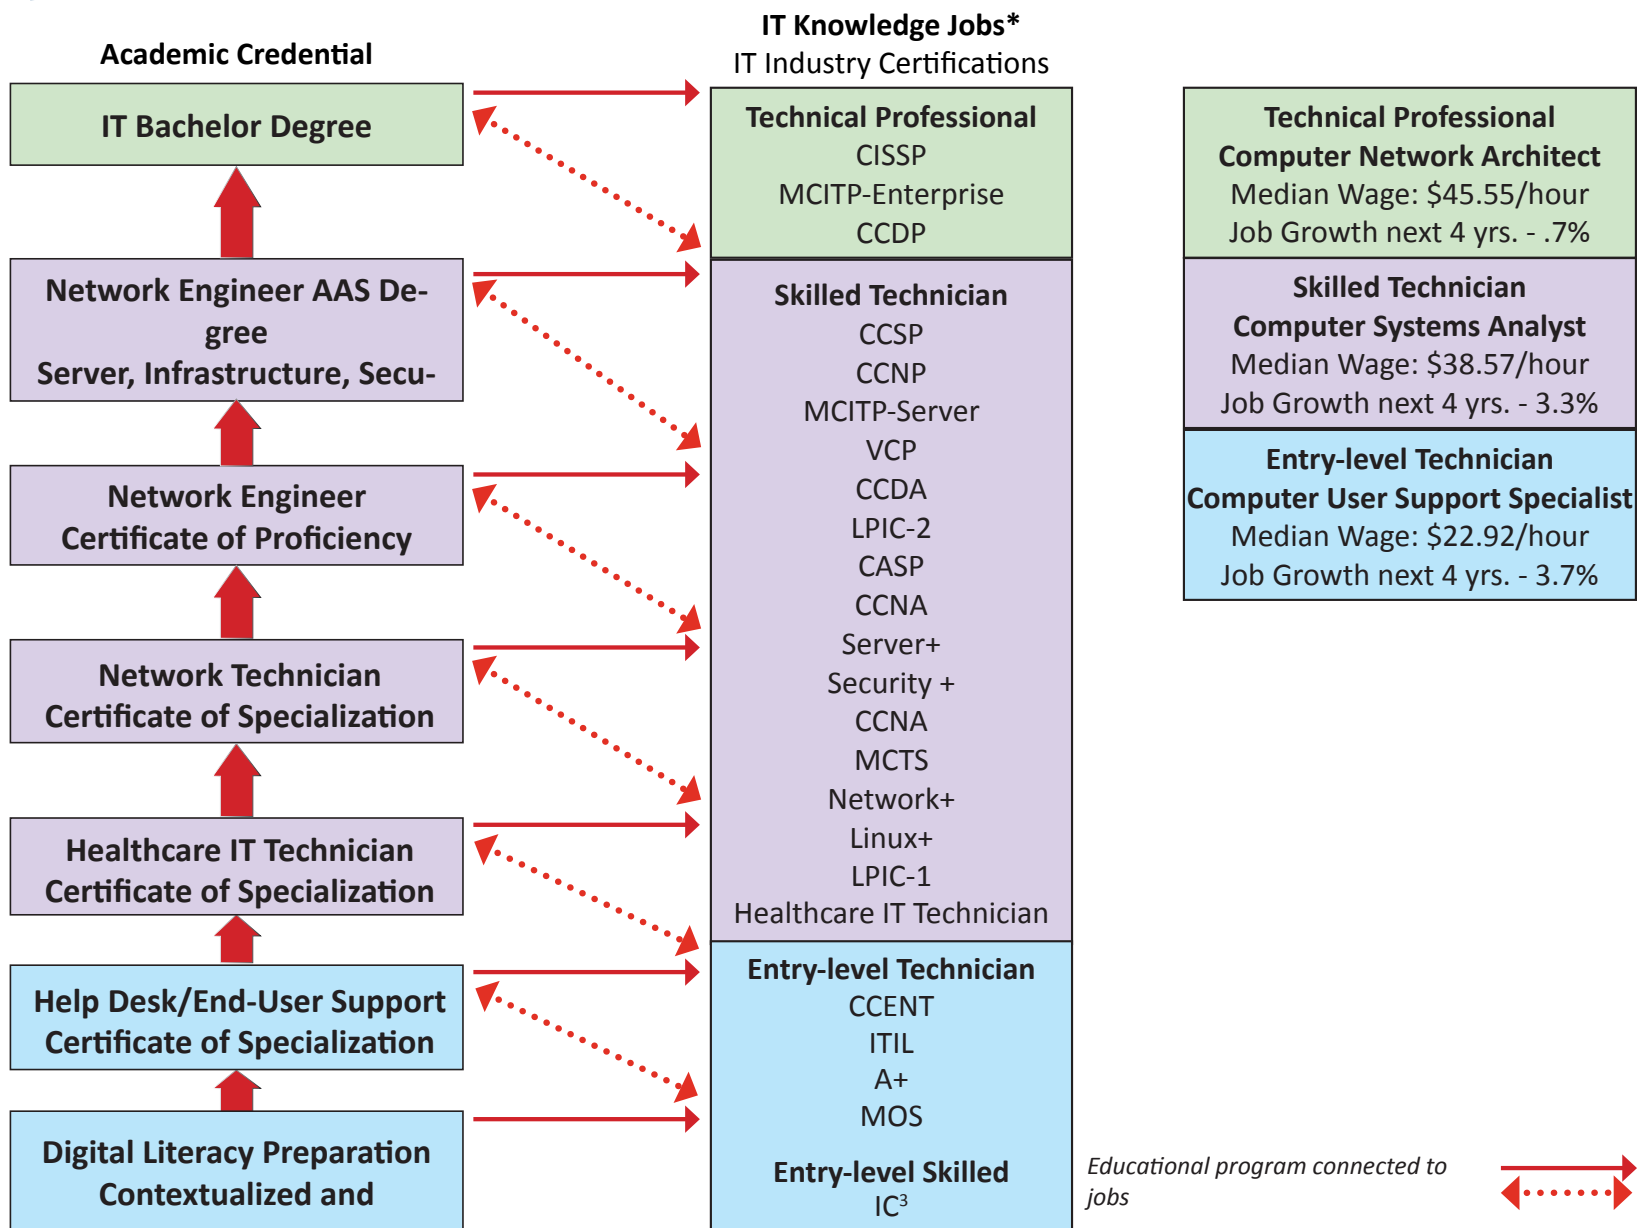 Academic Credential
IT Bachelor Degree
Network Engineer AAS De-
gree
Server, Infrastructure, Secu-
Network Engineer
Certificate of Proficiency
Network Technician
Certificate of Specialization
Healthcare IT Technician
Certificate of Specialization
Help Desk/End-User Support
Certificate of Specialization
Digital Literacy Preparation
Contextualized and
IT Knowledge Jobs*
IT Industry Certifications
Technical Professional
CISSP
MCITP-Enterprise
CCDP
Skilled Technician
CCSP
CCNP
MCITP-Server
VCP
CCDA
LPIC-2
CASP
CCNA
Server+
Security +
CCNA
MCTS
Network+
Linux+
LPIC-1
Healthcare IT Technician
Entry-level Technician
CCENT
ITIL
A+
MOS
Entry-level Skilled
IC³
Technical Professional
Computer Network Architect
Median Wage: $45.55/hour
Job Growth next 4 yrs. - .7%
Skilled Technician
Computer Systems Analyst
Median Wage: $38.57/hour
Job Growth next 4 yrs. - 3.3%
Entry-level Technician
Computer User Support Specialist
Median Wage: $22.92/hour
Job Growth next 4 yrs. - 3.7%
Educational program connected to
jobs